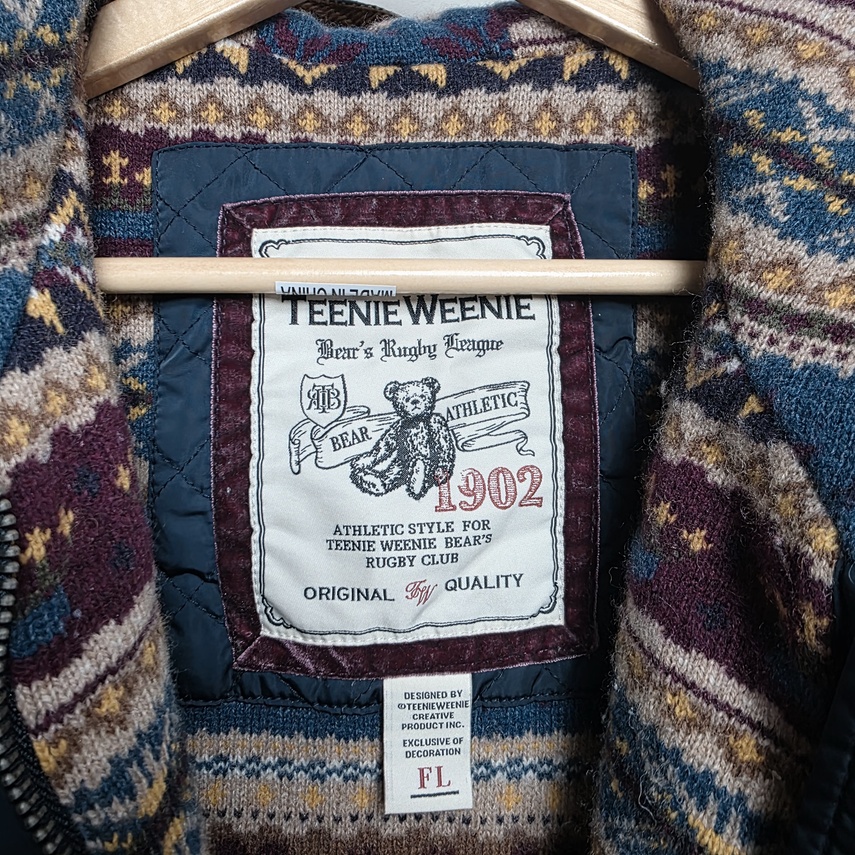 MADE IN CHINA
TEENIE WEENIE
Bear's Rugby League
RTB
BEAR ATHLETIC
1902
ATHLETIC STYLE FOR
TEENIE WEENIE BEAR'S
RUGBY CLUB
ORIGINAL TW QUALITY
DESIGNED BY
©TEENIEWEENIE
CREATIVE
PRODUCT INC.
EXCLUSIVE OF
DECORATION
FL